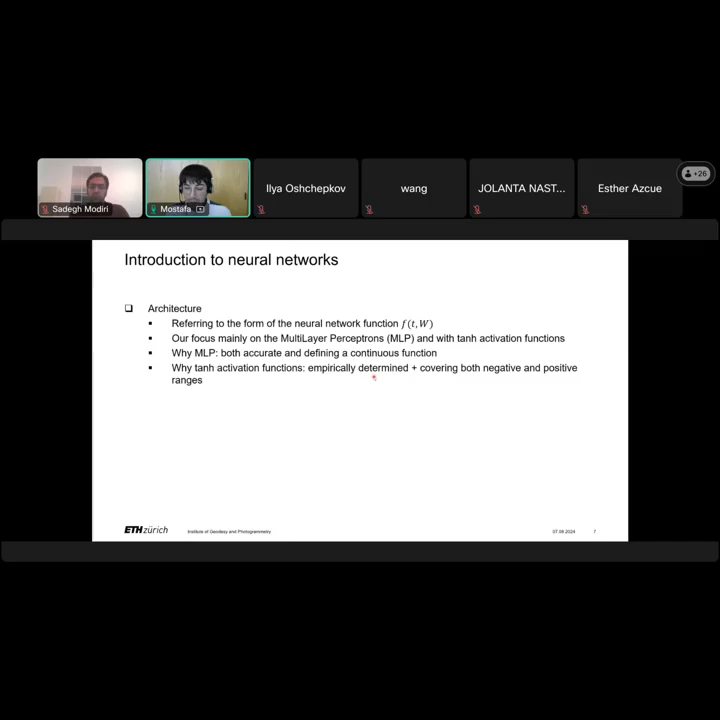 Sadegh Modiri
Mostafa
Ilya Oshchepkov
wang
JOLANTA NAST...
Esther Azcue
+26
Introduction to neural networks
❑ Architecture
▪ Referring to the form of the neural network function f(t, W)
▪ Our focus mainly on the MultiLayer Perceptrons (MLP) and with tanh activation functions
▪ Why MLP: both accurate and defining a continuous function
▪ Why tanh activation functions: empirically determined + covering both negative and positive
ranges
ETH zürich
Institute of Geodesy and Photogrammetry
07.06.2024
7